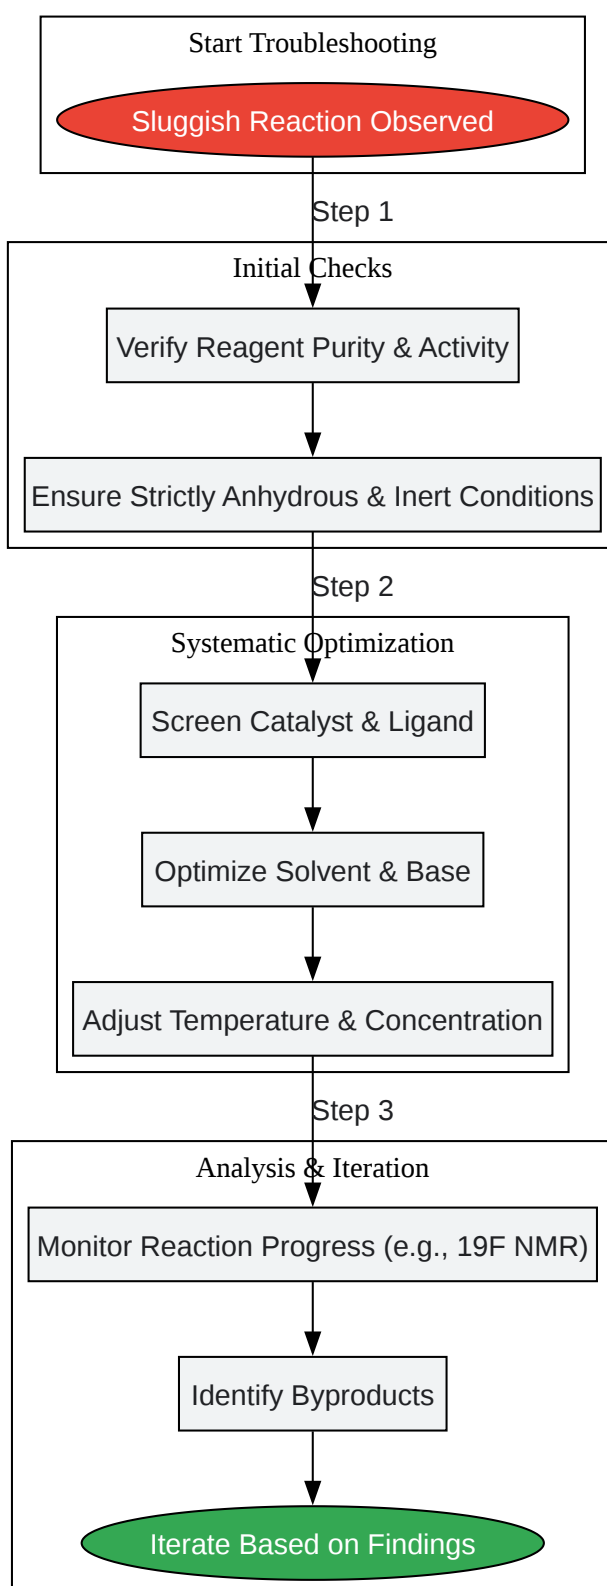 Start Troubleshooting
Sluggish Reaction Observed
Step 1
Initial Checks
Verify Reagent Purity & Activity
Ensure Strictly Anhydrous & Inert Conditions
Step 2
Systematic Optimization
Screen Catalyst & Ligand
Optimize Solvent & Base
Adjust Temperature & Concentration
Step 3
Analysis & Iteration
Monitor Reaction Progress (e.g., 19F NMR)
Identify Byproducts
Iterate Based on Findings